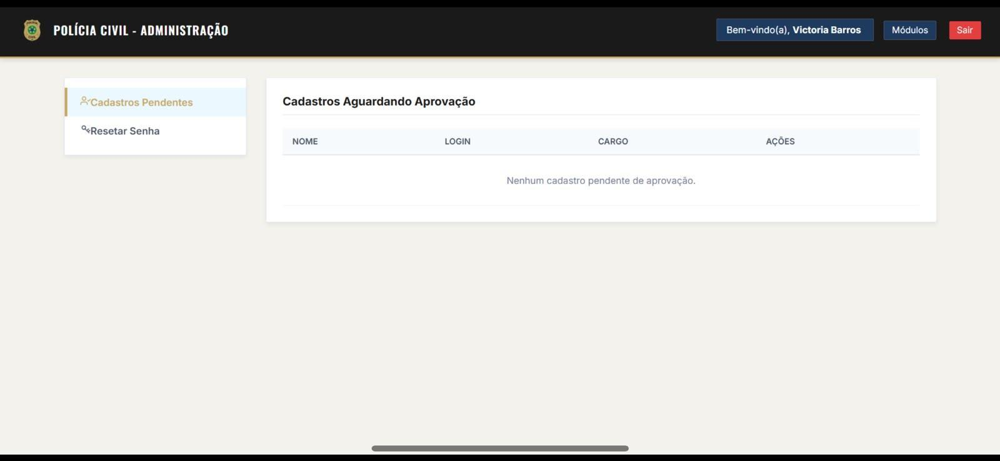 POLÍCIA CIVIL - ADMINISTRAÇÃO
Bem-vindo(a), Victoria Barros
Módulos
Sair
Cadastros Pendentes
Resetar Senha
Cadastros Aguardando Aprovação
NOME LOGIN CARGO AÇÕES
Nenhum cadastro pendente de aprovação.